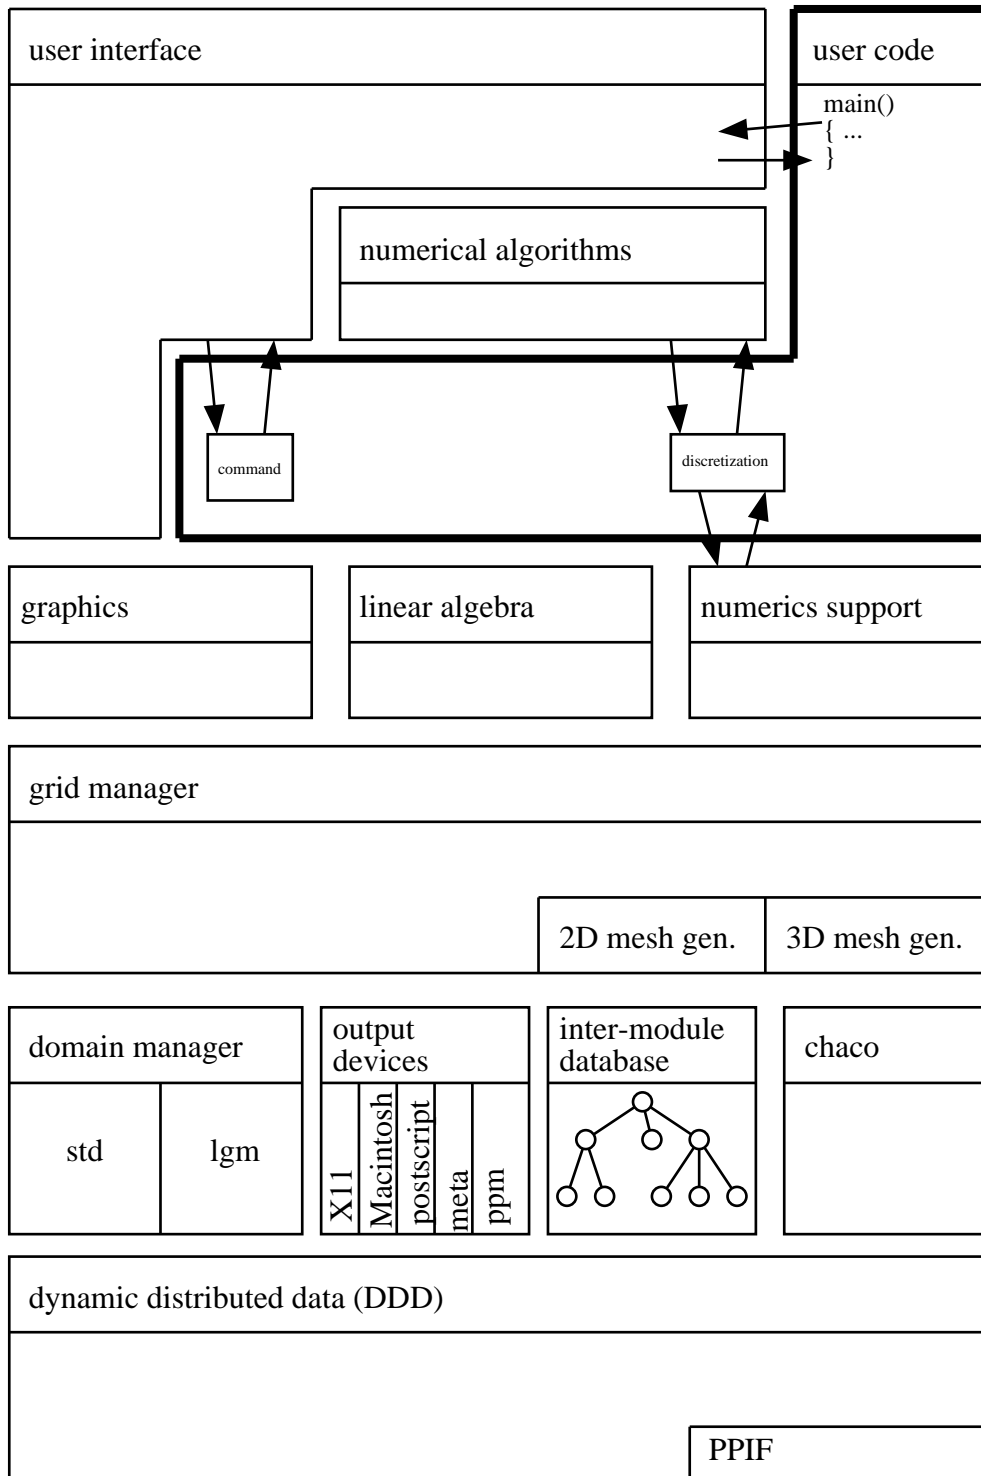 user interface
user code
main()
{ ...
}
numerical algorithms
command
discretization
graphics
linear algebra
numerics support
grid manager
2D mesh gen.
3D mesh gen.
domain manager
output
devices
inter-module
database
chaco
std
lgm
X11
Macintosh
postscript
meta
ppm
dynamic distributed data (DDD)
PPIF